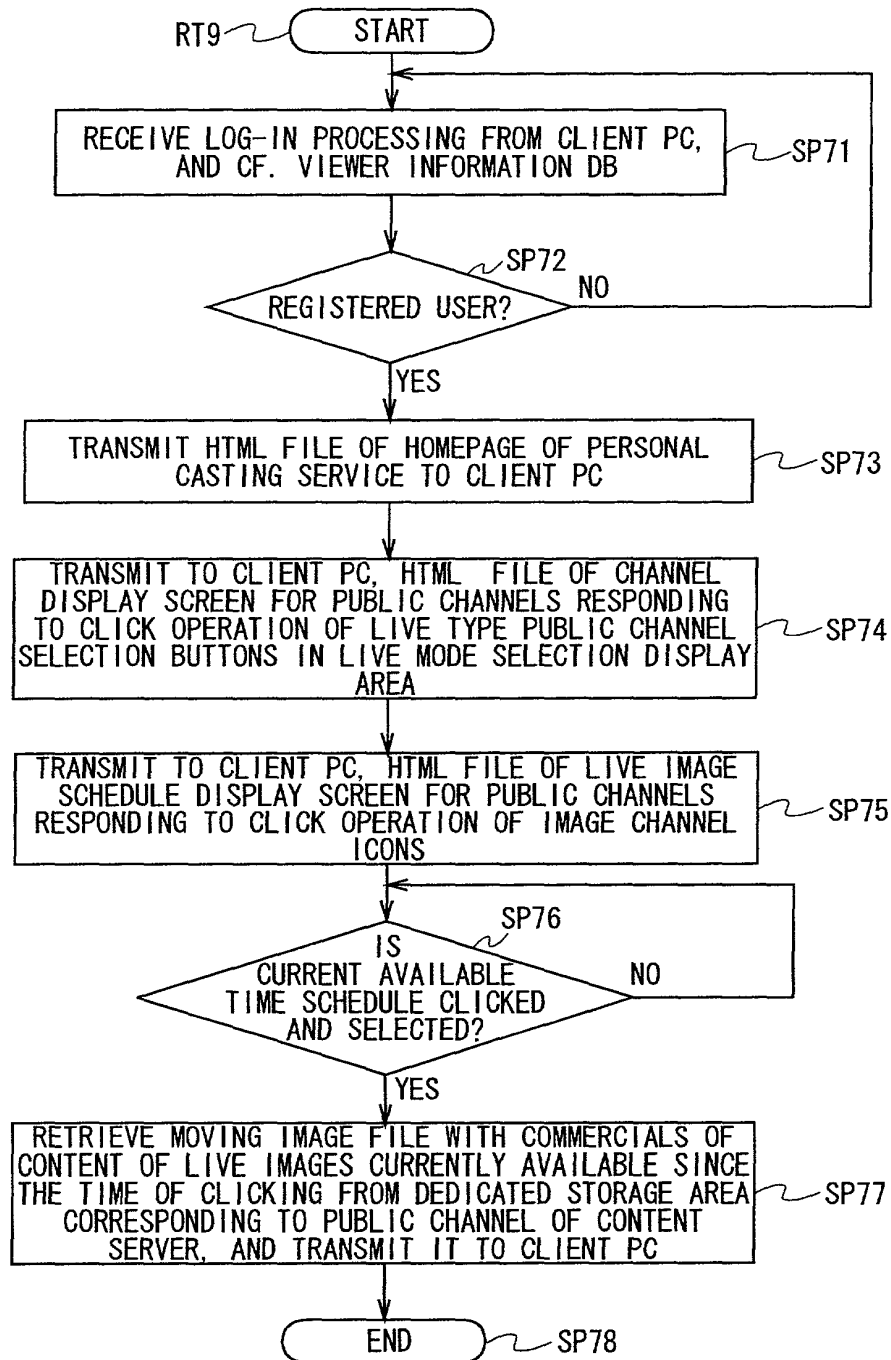 RT9
START
RECEIVE LOG-IN PROCESSING FROM CLIENT PC,
AND CF. VIEWER INFORMATION DB
SP71
SP72
REGISTERED USER?
NO
YES
TRANSMIT HTML FILE OF HOMEPAGE OF PERSONAL
CASTING SERVICE TO CLIENT PC
SP73
TRANSMIT TO CLIENT PC, HTML FILE OF CHANNEL
DISPLAY SCREEN FOR PUBLIC CHANNELS RESPONDING
TO CLICK OPERATION OF LIVE TYPE PUBLIC CHANNEL
SELECTION BUTTONS IN LIVE MODE SELECTION DISPLAY
AREA
SP74
TRANSMIT TO CLIENT PC, HTML FILE OF LIVE IMAGE
SCHEDULE DISPLAY SCREEN FOR PUBLIC CHANNELS
RESPONDING TO CLICK OPERATION OF IMAGE CHANNEL
ICONS
SP75
SP76
IS
CURRENT AVAILABLE
TIME SCHEDULE CLICKED
AND SELECTED?
NO
YES
RETRIEVE MOVING IMAGE FILE WITH COMMERCIALS OF
CONTENT OF LIVE IMAGES CURRENTLY AVAILABLE SINCE
THE TIME OF CLICKING FROM DEDICATED STORAGE AREA
CORRESPONDING TO PUBLIC CHANNEL OF CONTENT
SERVER, AND TRANSMIT IT TO CLIENT PC
SP77
END
SP78